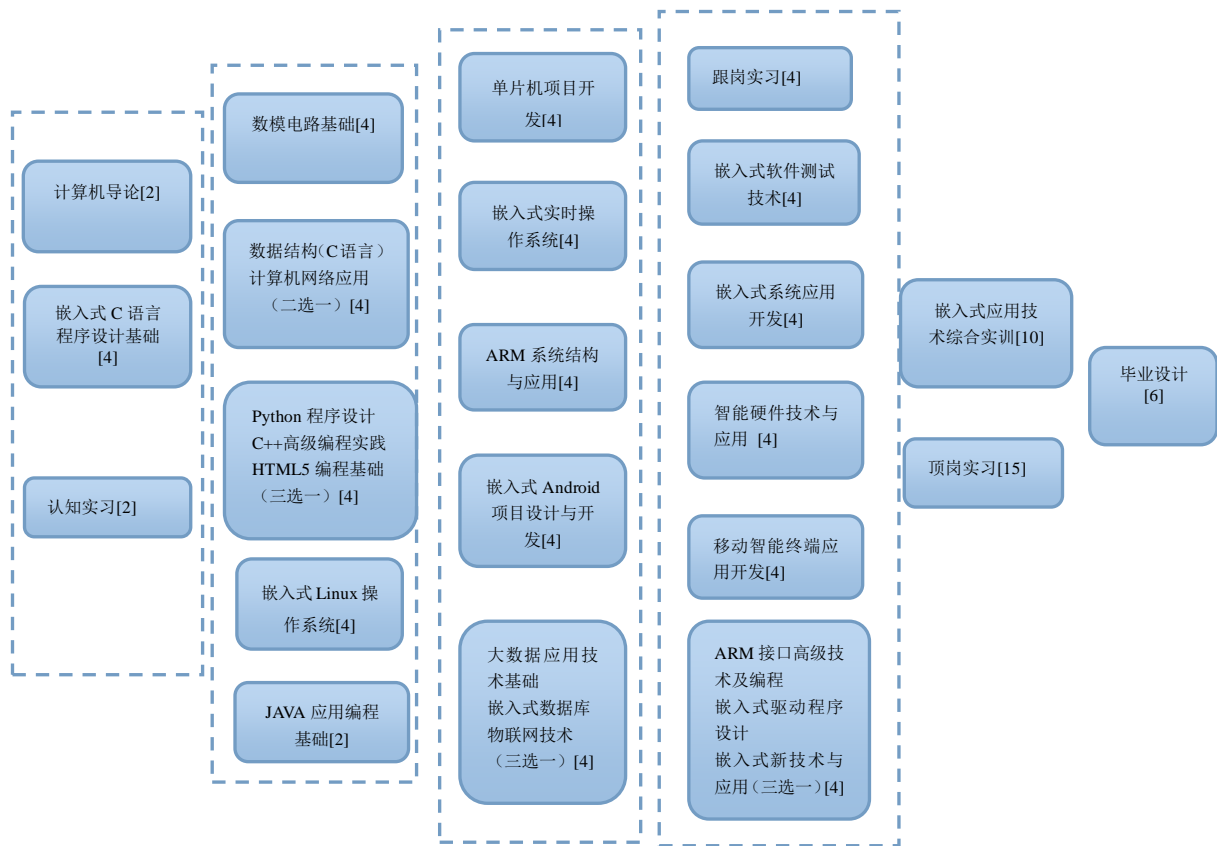 计算机导论[2]
嵌入式 C 语言
程序设计基础
[4]
认知实习[2]
数模电路基础[4]
数据结构（C 语言）
计算机网络应用
（二选一）[4]
Python 程序设计
C++高级编程实践
HTML5 编程基础
（三选一）[4]
嵌入式 Linux 操
作系统[4]
JAVA 应用编程
基础[2]
单片机项目开
发[4]
嵌入式实时操
作系统[4]
ARM 系统结构
与应用[4]
嵌入式 Android
项目设计与开
发[4]
大数据应用技
术基础
嵌入式数据库
物联网技术
（三选一）[4]
跟岗实习[4]
嵌入式软件测试
技术[4]
嵌入式系统应用
开发[4]
智能硬件技术与
应用 [4]
移动智能终端应
用开发[4]
ARM 接口高级技
术及编程
嵌入式驱动程序
设计
嵌入式新技术与
应用（三选一）[4]
嵌入式应用技
术综合实训[10]
顶岗实习[15]
毕业设计
[6]